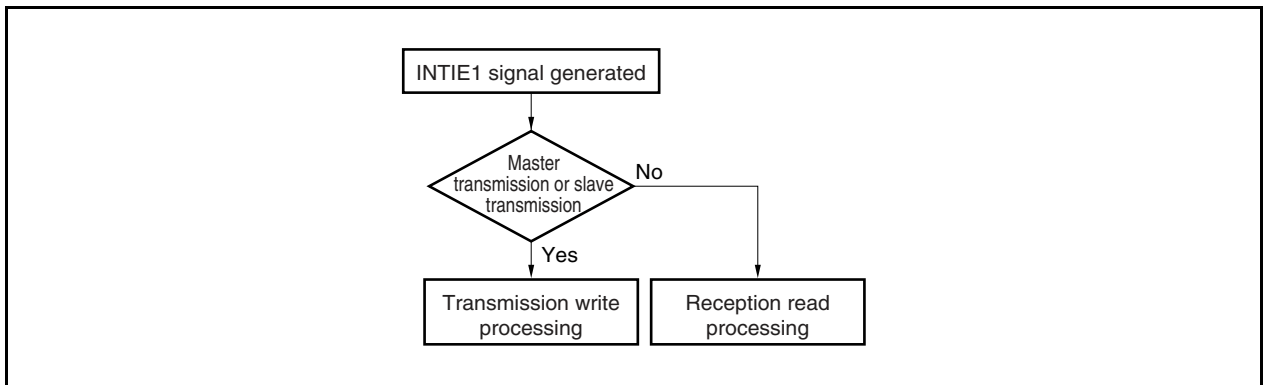 INTIE1 signal generated
Master
transmission or slave
transmission
No
Yes
Transmission write
processing
Reception read
processing